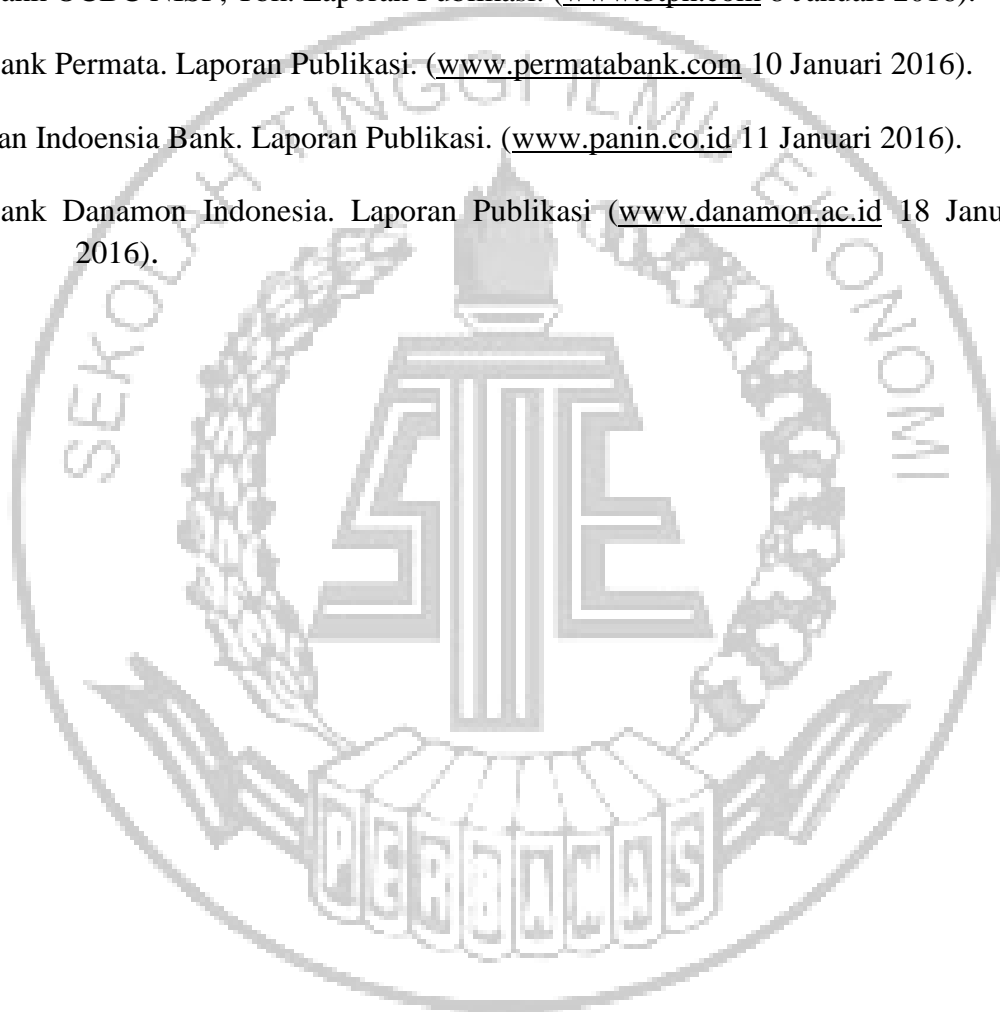 ank Permata. Laporan Publikasi. (www.permatabank.com 10 Januari 2016).
an Indoensia Bank. Laporan Publikasi. (www.panin.co.id 11 Januari 2016).
ank Danamon Indonesia. Laporan Publikasi (www.danamon.ac.id 18 Janu
2016).
SEKOLAH TINGGI ILMU EKONOMI
STIE
PERBANAS